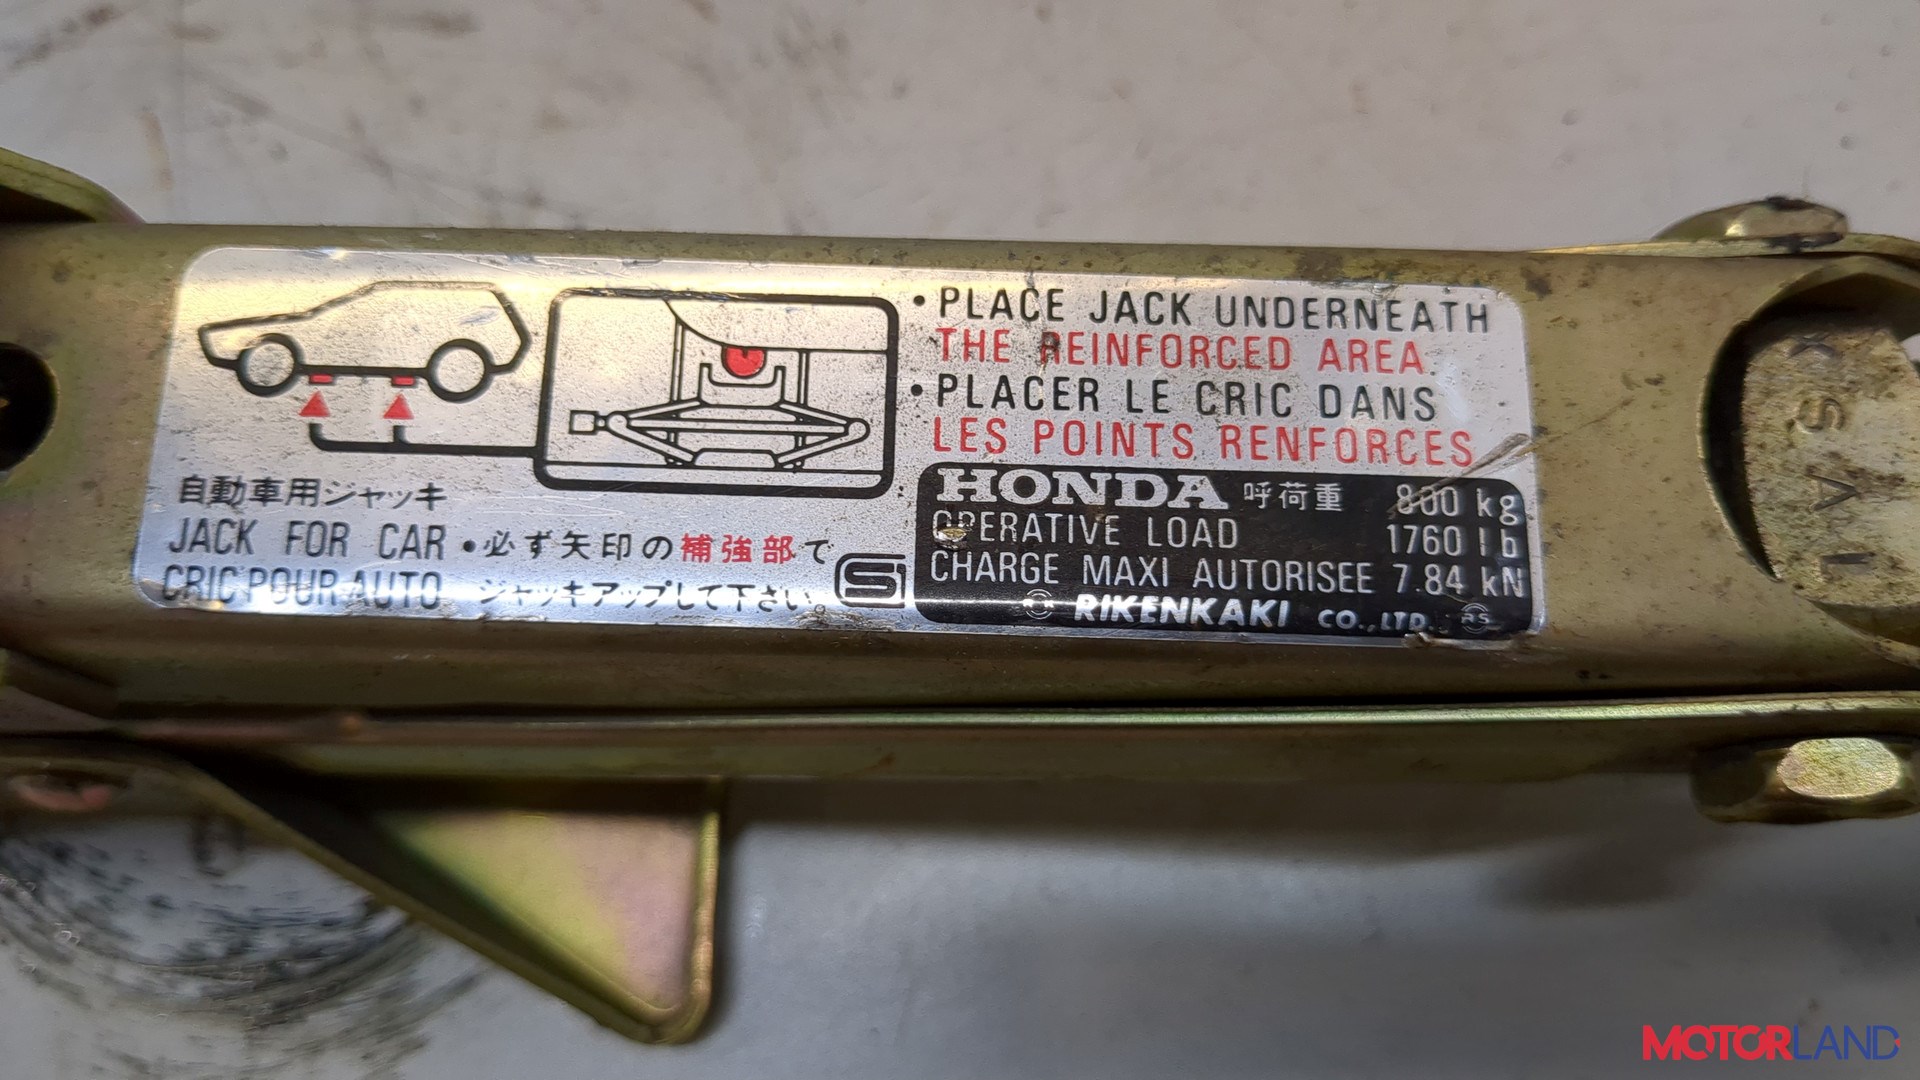 • PLACE JACK UNDERNEATH
THE REINFORCED AREA.
• PLACER LE CRIC DANS
LES POINTS RENFORCES
自動車用ジャッキ
JACK FOR CAR
CRIC POUR AUTO
• 必ず矢印の補強部で
ジャッキアップして下さい。
S
HONDA 呼荷重 800 kg
OPERATIVE LOAD 1760 lb
CHARGE MAXI AUTORISEE 7.84 kN
RIKENKAKI CO., LTD. RS
KSAL
MOTORLAND